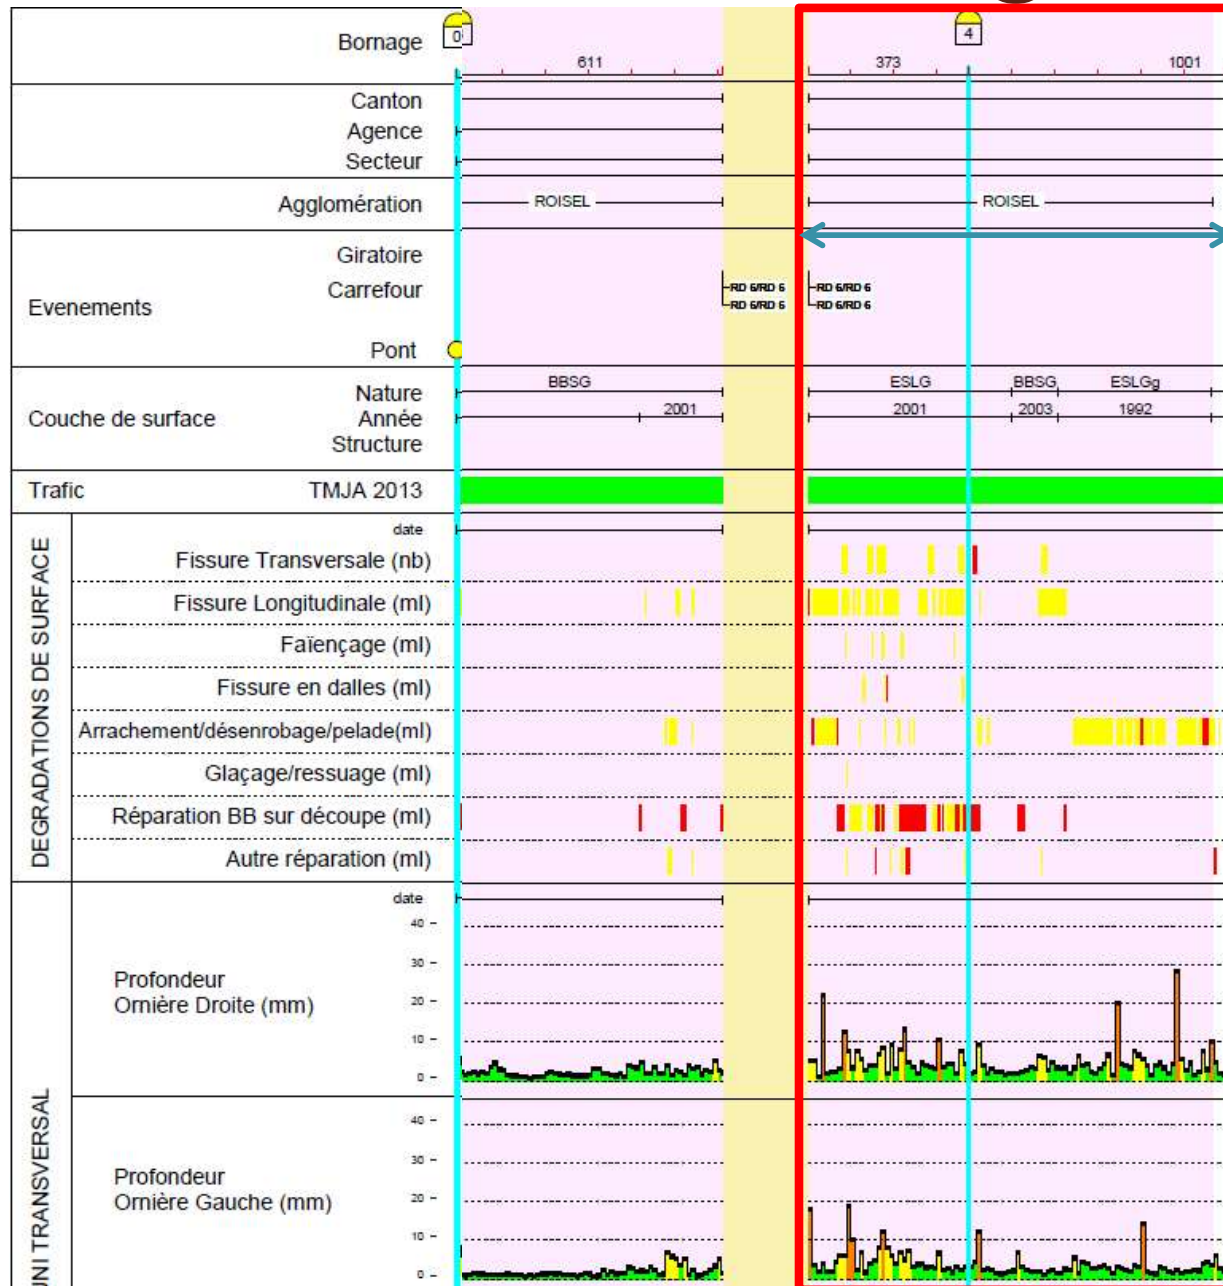 Bornage 0 4
611 373 1001
Canton
Agence
Secteur
Agglomération ROISEL ROISEL
Giratoire
Evenements
Carrefour RD 6/RD 6 RD 6/RD 6
RD 6/RD 6 RD 6/RD 6
Pont
Couche de surface
Nature BBSG ESLG BBSG ESLGg
Année 2001 2001 2003 1992
Structure
Trafic TMJA 2013
DEGRADATIONS DE SURFACE
date
Fissure Transversale (nb)
Fissure Longitudinale (ml)
Faïençage (ml)
Fissure en dalles (ml)
Arrachement/désenrobage/pelade(ml)
Glaçage/ressuage (ml)
Réparation BB sur découpe (ml)
Autre réparation (ml)
UNI TRANSVERSAL
date
Profondeur
Ornière Droite (mm)
40
30
20
10
0
Profondeur
Ornière Gauche (mm)
40
30
20
10
0